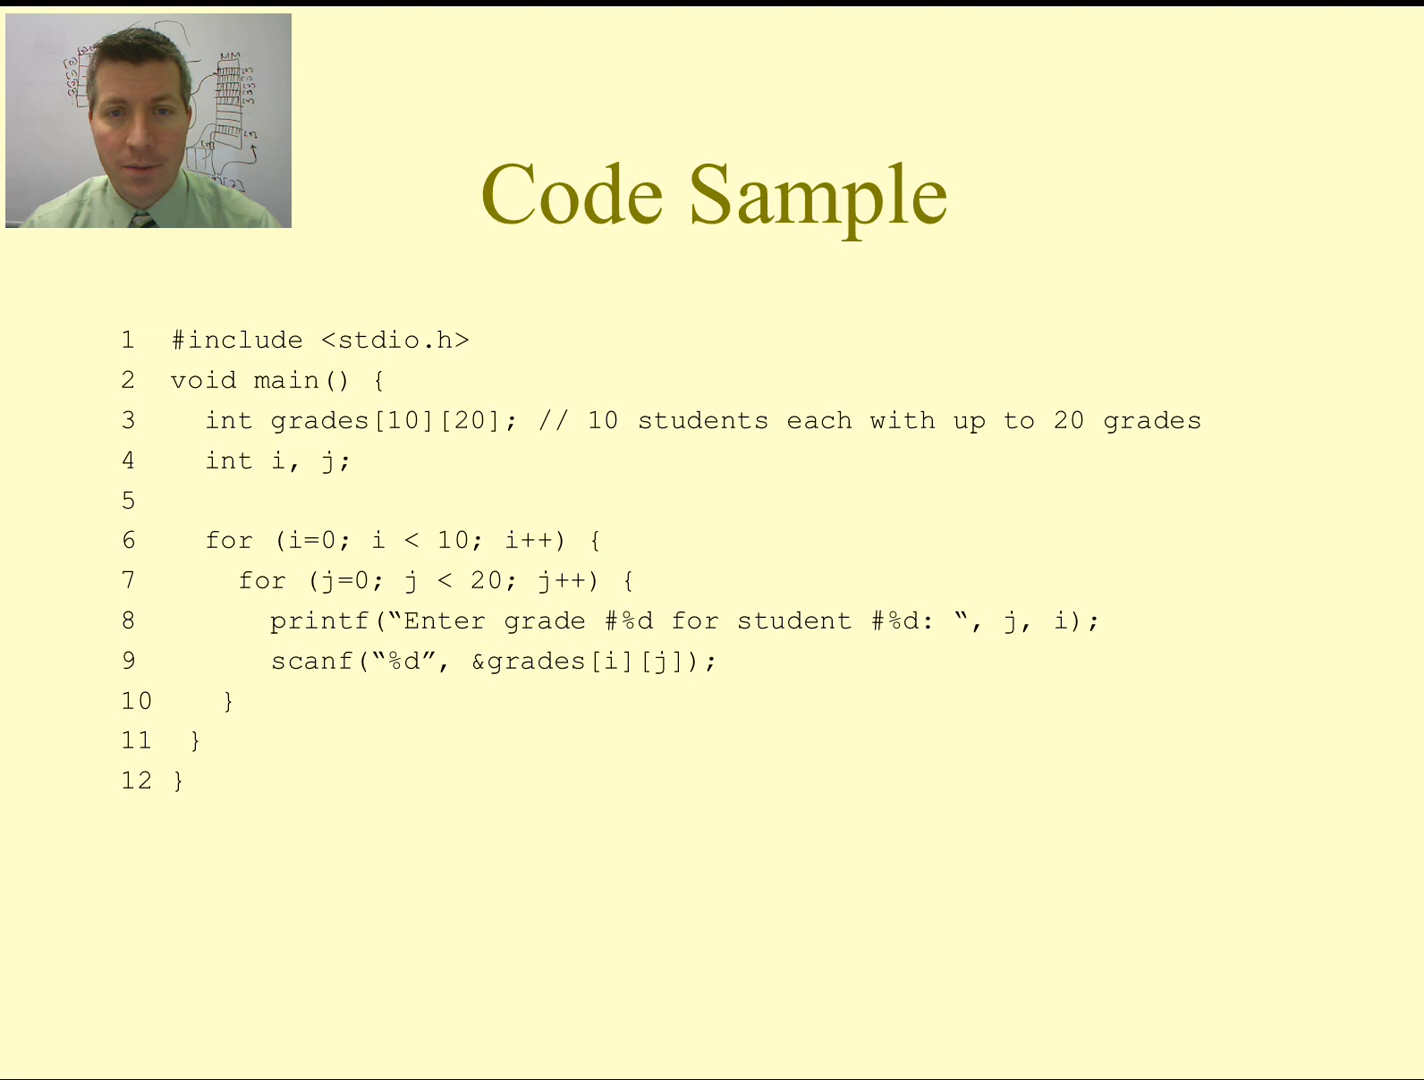 Code Sample
1 #include <stdio.h>
2 void main() {
3 int grades[10][20]; // 10 students each with up to 20 grades
4 int i, j;
5
6 for (i=0; i < 10; i++) {
7 for (j=0; j < 20; j++) {
8 printf(“Enter grade #%d for student #%d: “, j, i);
9 scanf(“%d”, &grades[i][j]);
10 }
11 }
12 }